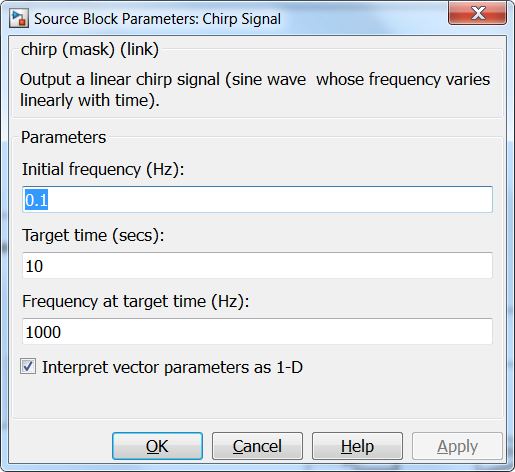 Source Block Parameters: Chirp Signal
chirp (mask) (link)
Output a linear chirp signal (sine wave  whose frequency varies
linearly with time).
Parameters
Initial frequency (Hz):
0.1
Target time (secs):
10
Frequency at target time (Hz):
1000
Interpret vector parameters as 1-D
OK Cancel Help Apply